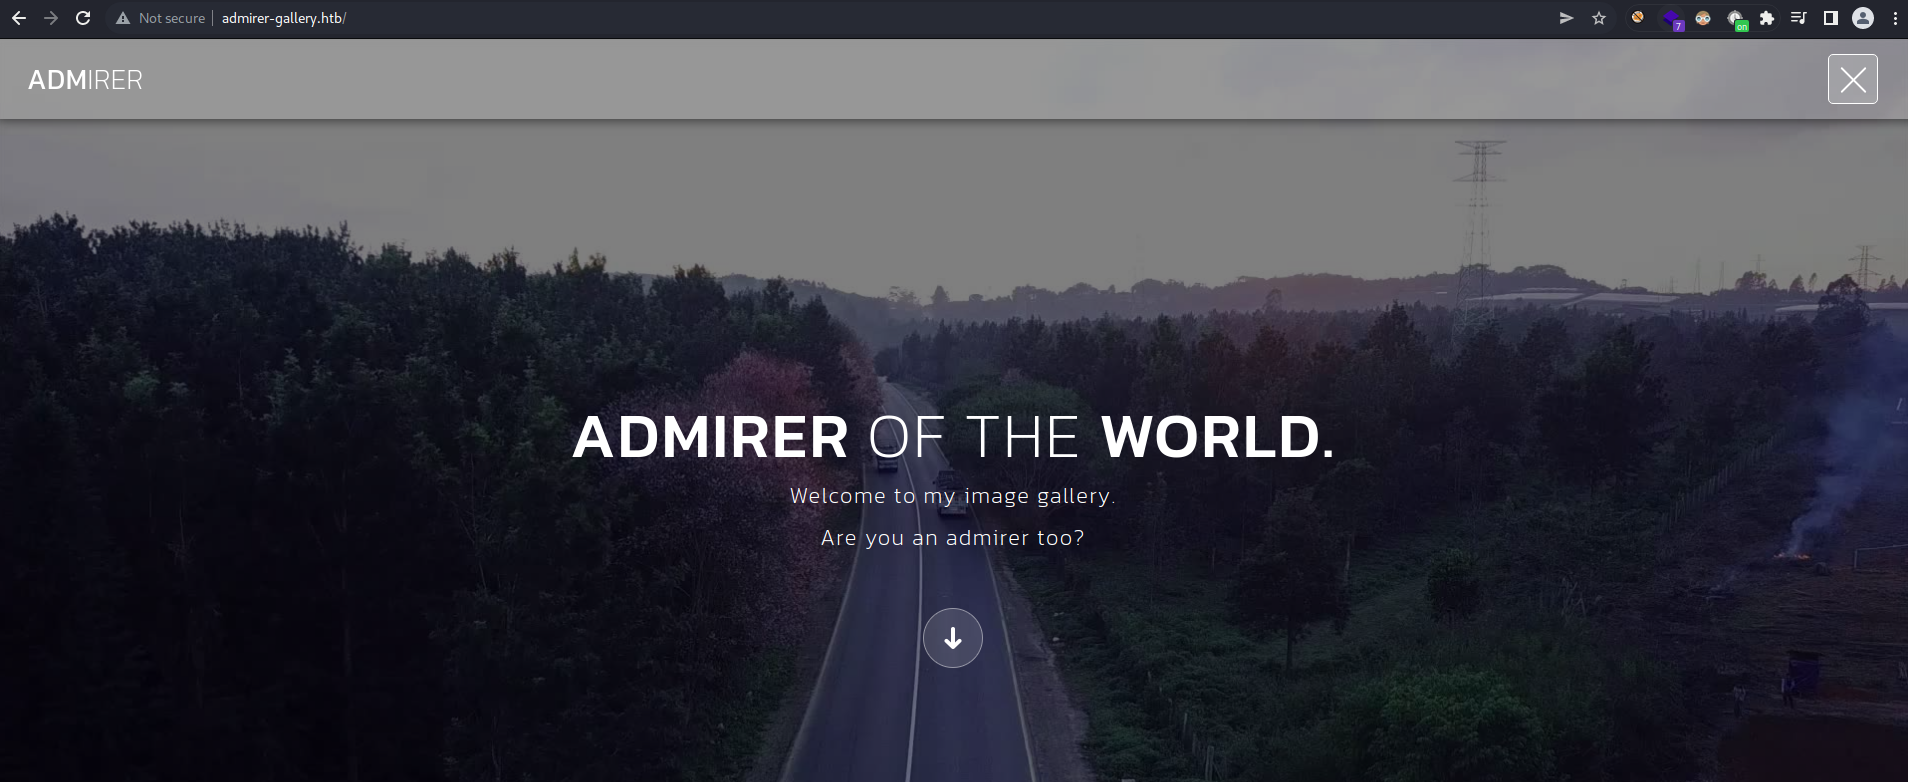 Not secure | admirer-gallery.htb/
7
on
ADMIRER
ADMIRER OF THE WORLD.
Welcome to my image gallery.
Are you an admirer too?